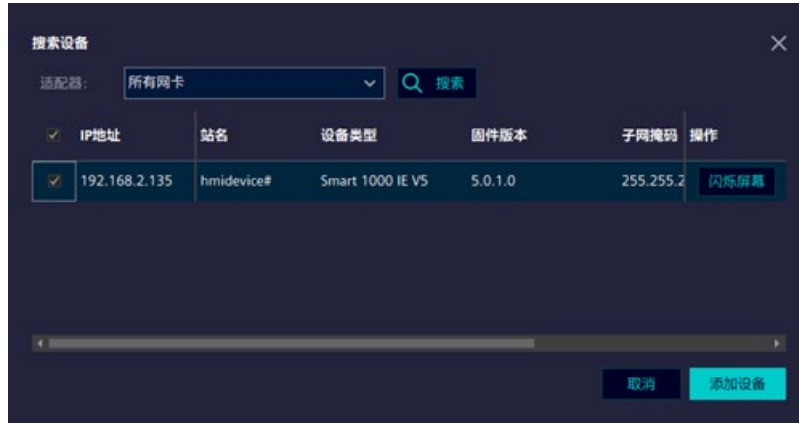 搜索设备
适配器: 所有网卡 搜索
IP地址 站名 设备类型 固件版本 子网掩码 操作
192.168.2.135 hmidevice# Smart 1000 IE V5 5.0.1.0 255.255.2 闪烁屏幕
取消 添加设备